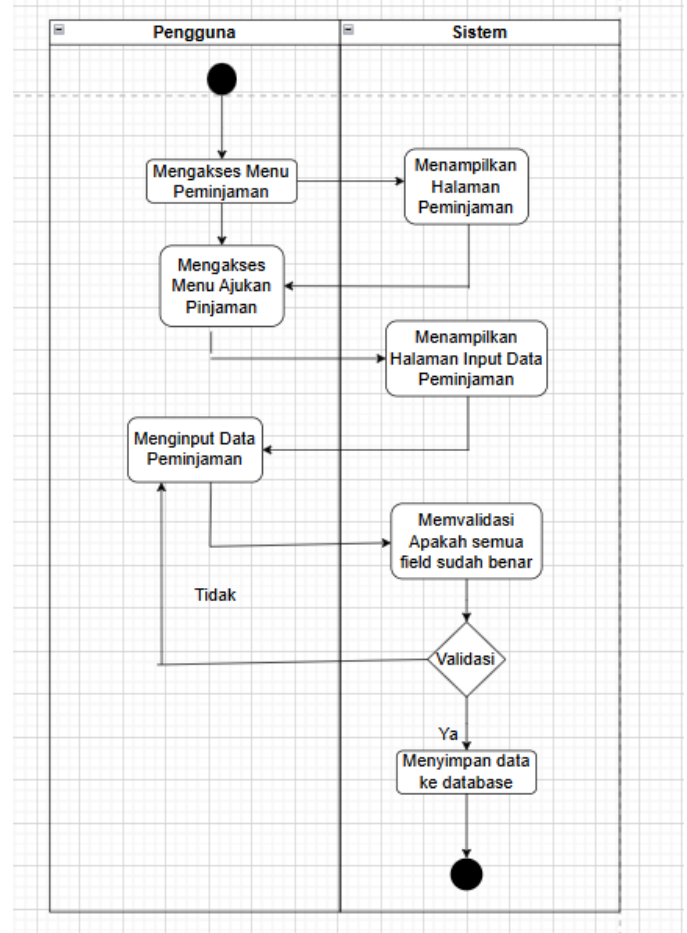 Pengguna
Sistem
Mengakses Menu
Peminjaman
Menampilkan
Halaman
Peminjaman
Mengakses
Menu Ajukan
Pinjaman
Menampilkan
Halaman Input Data
Peminjaman
Menginput Data
Peminjaman
Memvalidasi
Apakah semua
field sudah benar
Tidak
Validasi
Ya
Menyimpan data
ke database